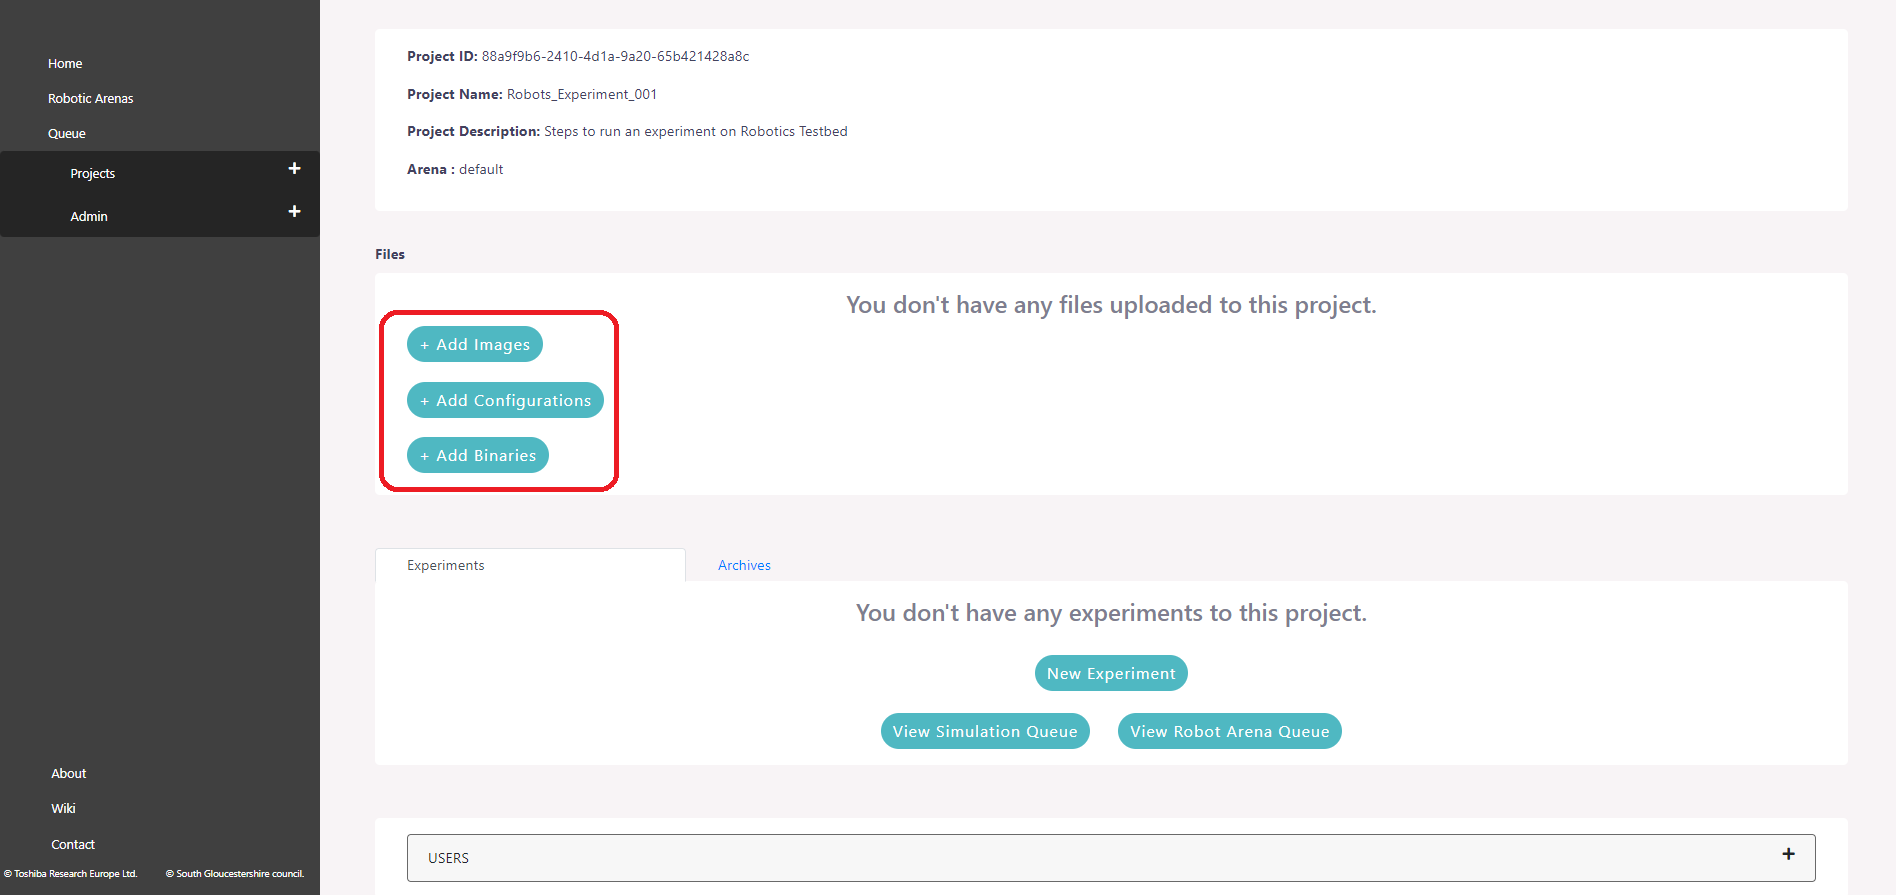 Home
Robotic Arenas
Queue
Projects +
Admin +
About
Wiki
Contact
© Toshiba Research Europe Ltd. © South Gloucestershire council.
Project ID: 88a9f9b6-2410-4d1a-9a20-65b421428a8c
Project Name: Robots_Experiment_001
Project Description: Steps to run an experiment on Robotics Testbed
Arena : default
Files
You don't have any files uploaded to this project.
+ Add Images
+ Add Configurations
+ Add Binaries
Experiments Archives
You don't have any experiments to this project.
New Experiment
View Simulation Queue View Robot Arena Queue
USERS +